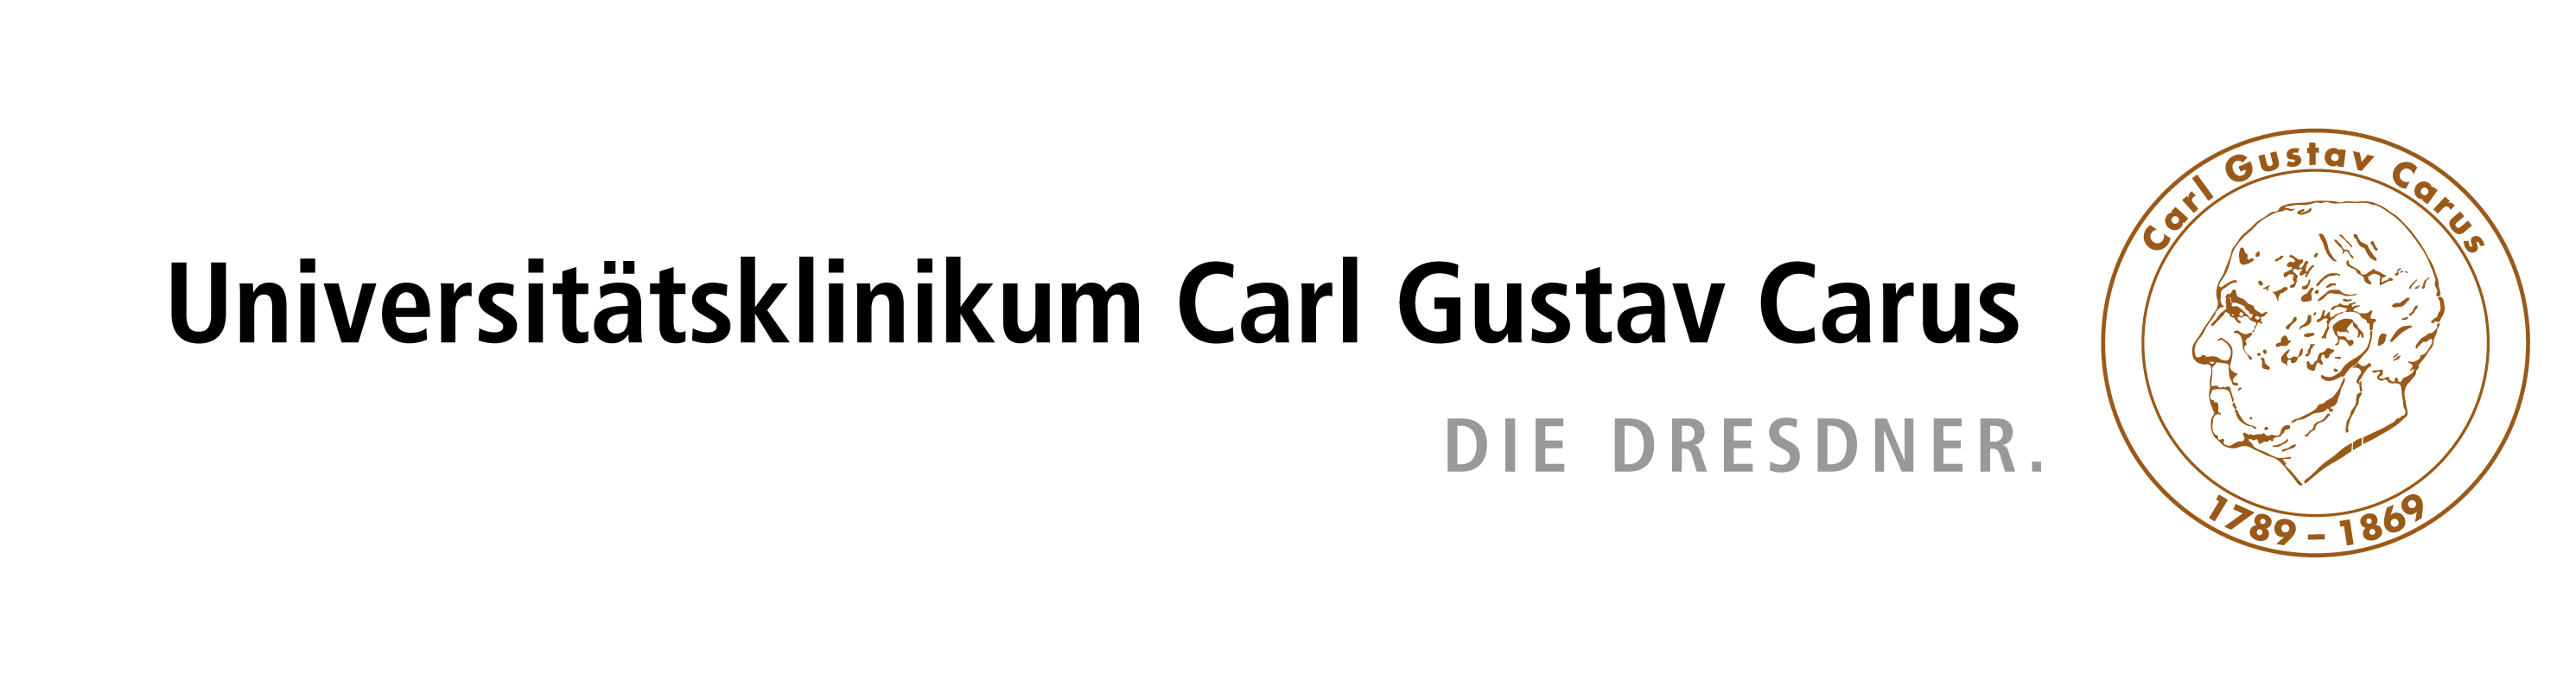 Universitätsklinikum Carl Gustav Carus
DIE DRESDNER.
Carl Gustav Carus
1789 – 1869